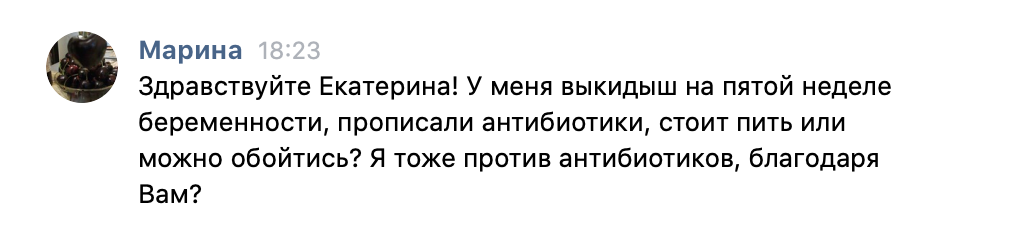 Марина 18:23
Здравствуйте Екатерина! У меня выкидыш на пятой неделе
беременности, прописали антибиотики, стоит пить или
можно обойтись? Я тоже против антибиотиков, благодаря
Вам?